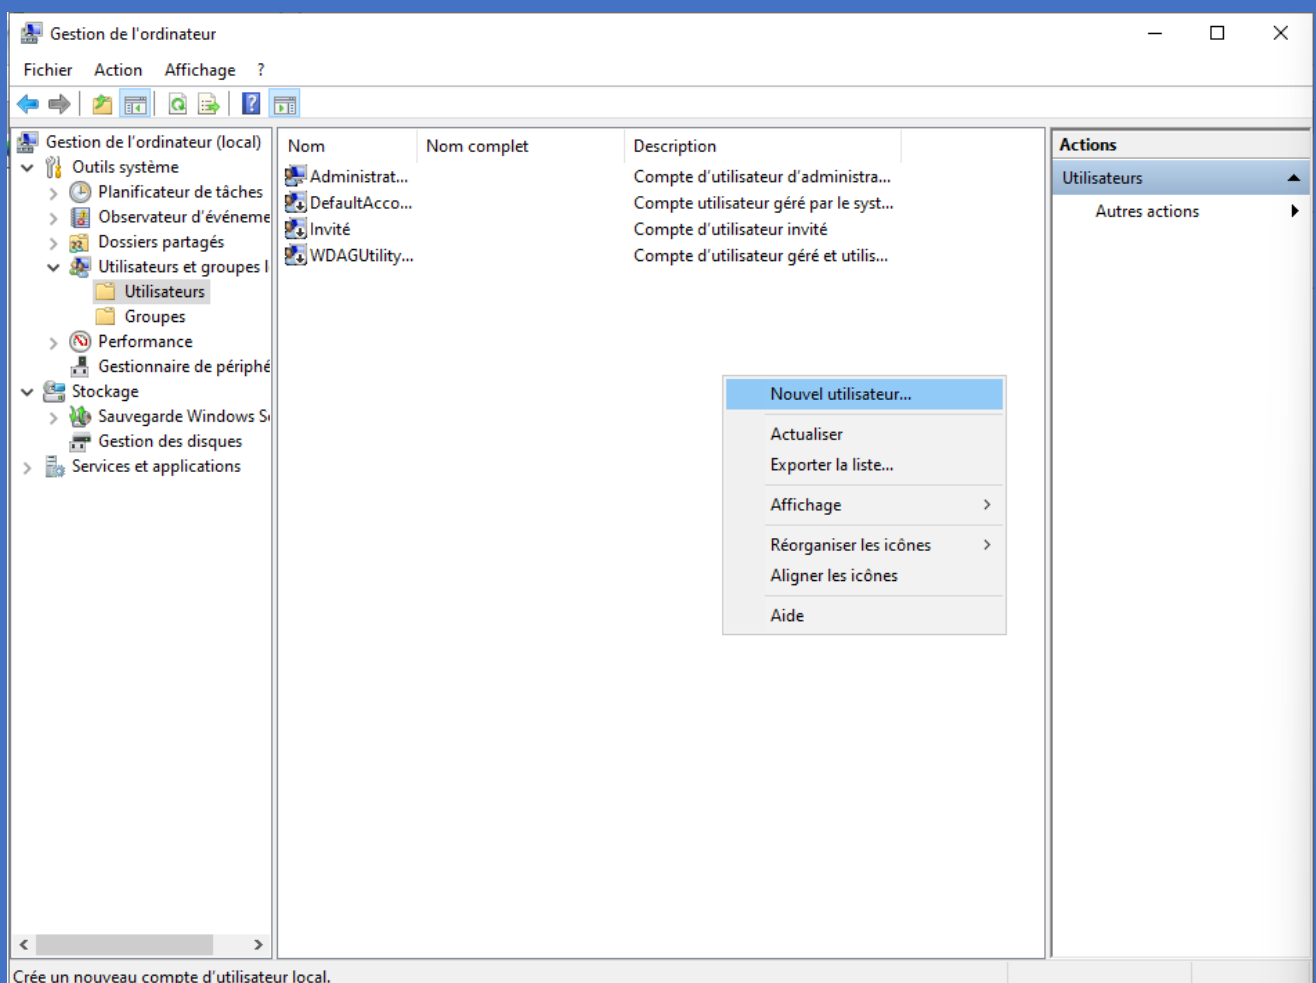 Gestion de l'ordinateur
Fichier Action Affichage ?
Gestion de l'ordinateur (local)
Outils système
Planificateur de tâches
Observateur d'événeme
Dossiers partagés
Utilisateurs et groupes l
Utilisateurs
Groupes
Performance
Gestionnaire de périphé
Stockage
Sauvegarde Windows Se
Gestion des disques
Services et applications
Nom Nom complet Description
Administrat... Compte d'utilisateur d'administra...
DefaultAcco... Compte utilisateur géré par le syst...
Invité Compte d'utilisateur invité
WDAGUtility... Compte d'utilisateur géré et utilis...
Nouvel utilisateur...
Actualiser
Exporter la liste...
Affichage
Réorganiser les icônes
Aligner les icônes
Aide
Actions
Utilisateurs
Autres actions
Crée un nouveau compte d'utilisateur local.